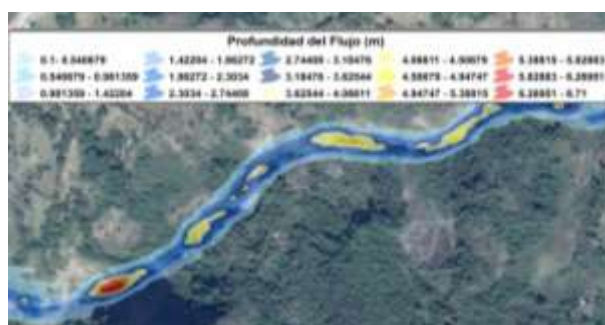 Profundidad del Flujo (m)
0.1 - 0.540679 1.42204 - 1.86272 2.74408 - 3.18476 4.06611 - 4.50679 5.38815 - 5.82883
0.540679 - 0.981359 1.86272 - 2.3034 3.18476 - 3.62544 4.50679 - 4.94747 5.82883 - 6.26951
0.981359 - 1.42204 2.3034 - 2.74408 3.62544 - 4.06611 4.94747 - 5.38815 6.26951 - 6.71